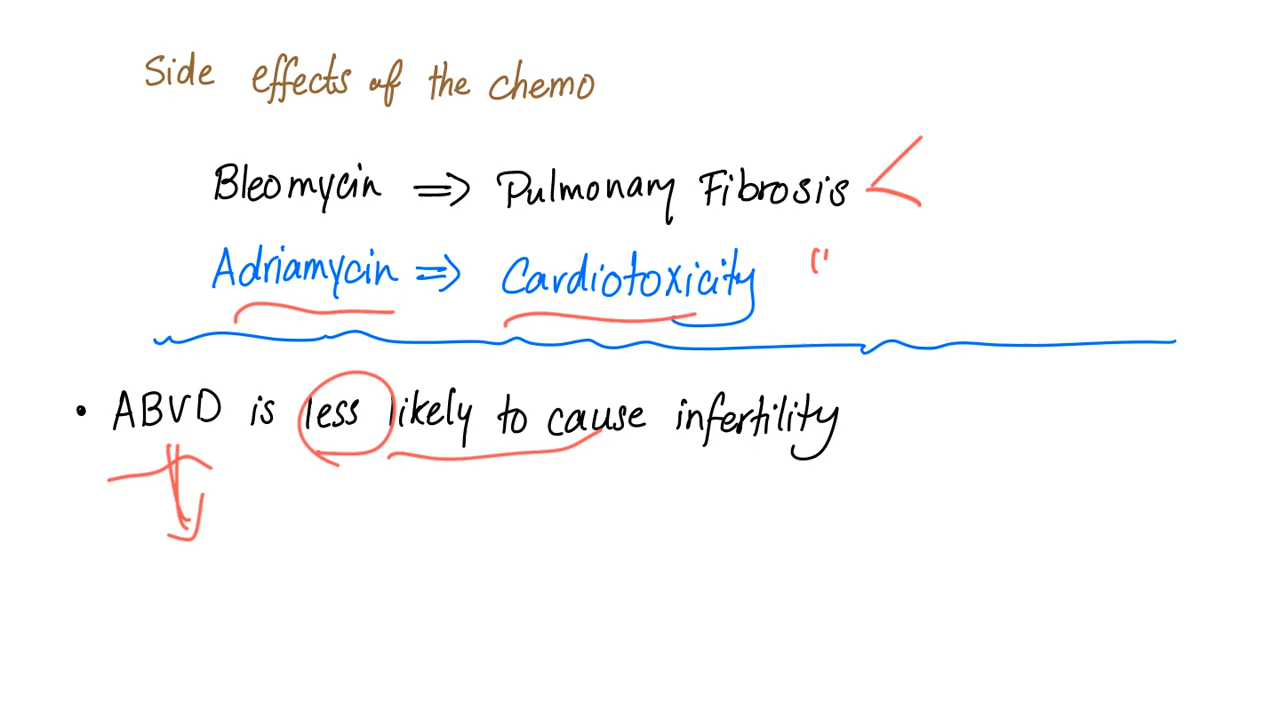 Side effects of the chemo
Bleomycin => Pulmonary Fibrosis
Adriamycin => Cardiotoxicity
• ABVD is less likely to cause infertility